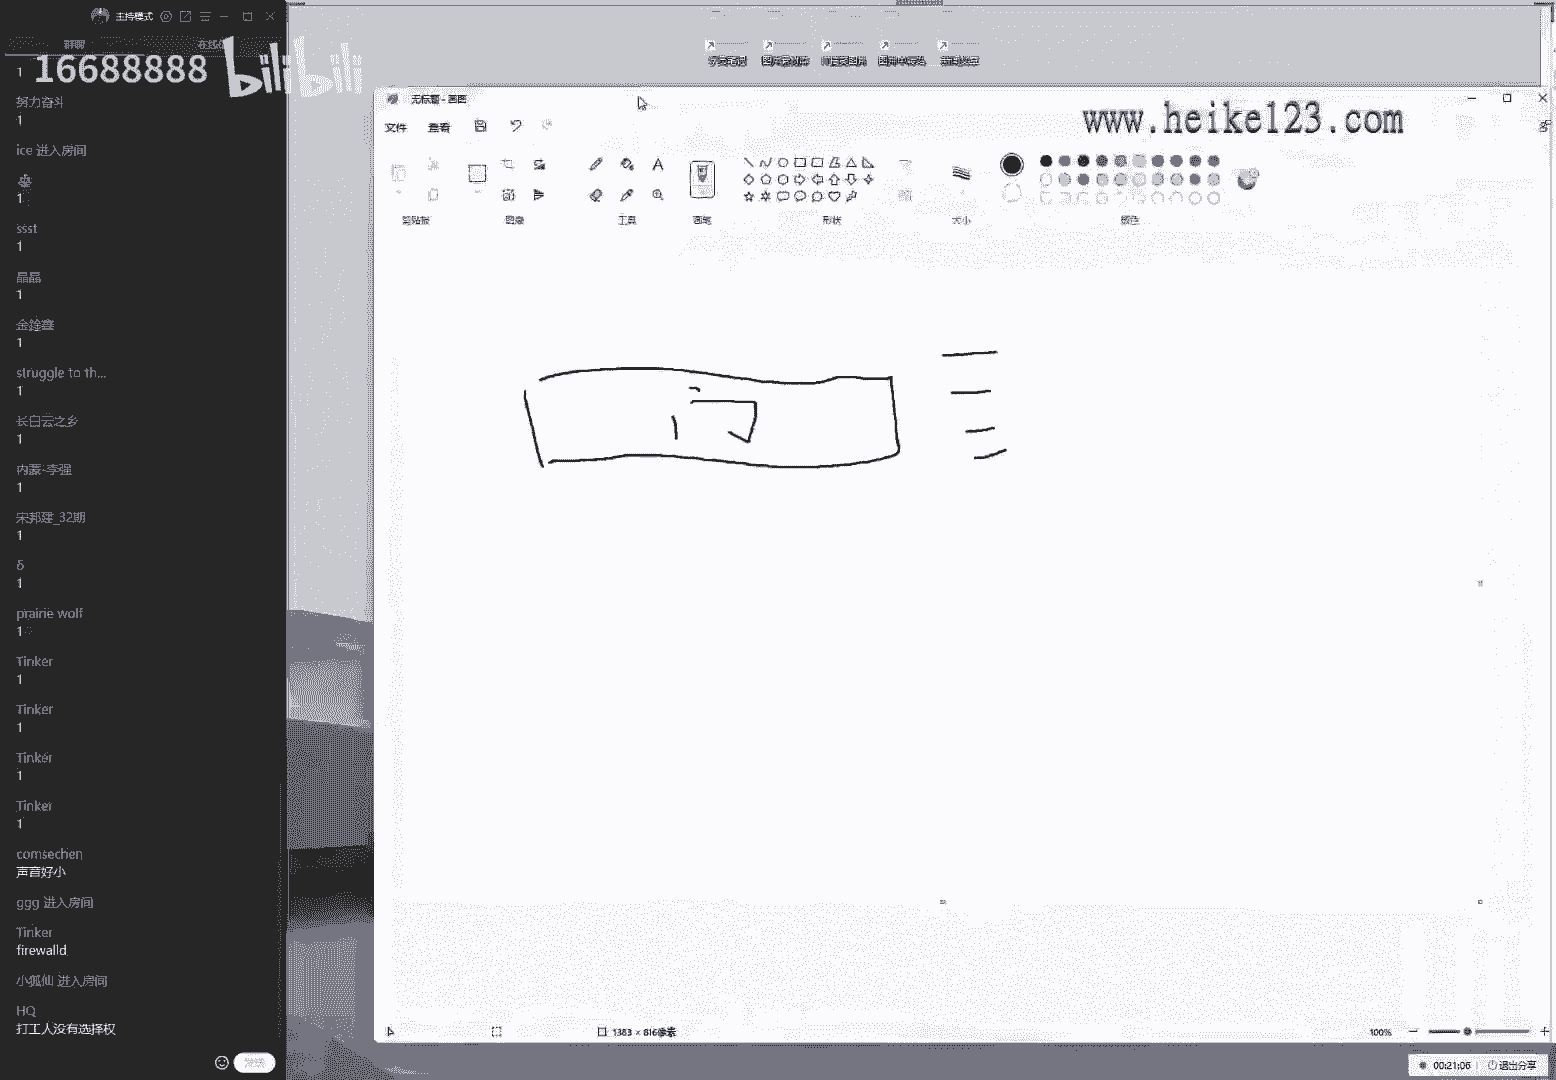 主持模式
群聊
16688888 bilibili
1
努力奋斗
1
ice 进入房间
1
ssst
1
晶晶
1
1
struggle to th...
1
长白云之乡
1
内蒙-李强
1
宋邦建_32期
1
δ
1
prairie wolf
1
Tinker
1
Tinker
1
Tinker
1
Tinker
1
comsechen
声音好小
ggg 进入房间
Tinker
firewalld
小狐仙 进入房间
HQ
打工人没有选择权
无标题 - 画图
www.heike123.com
文件 查看
剪贴板 图像 工具 画笔 形状 大小 颜色
1383 × 816像素
100%
00:21:06 退出分享